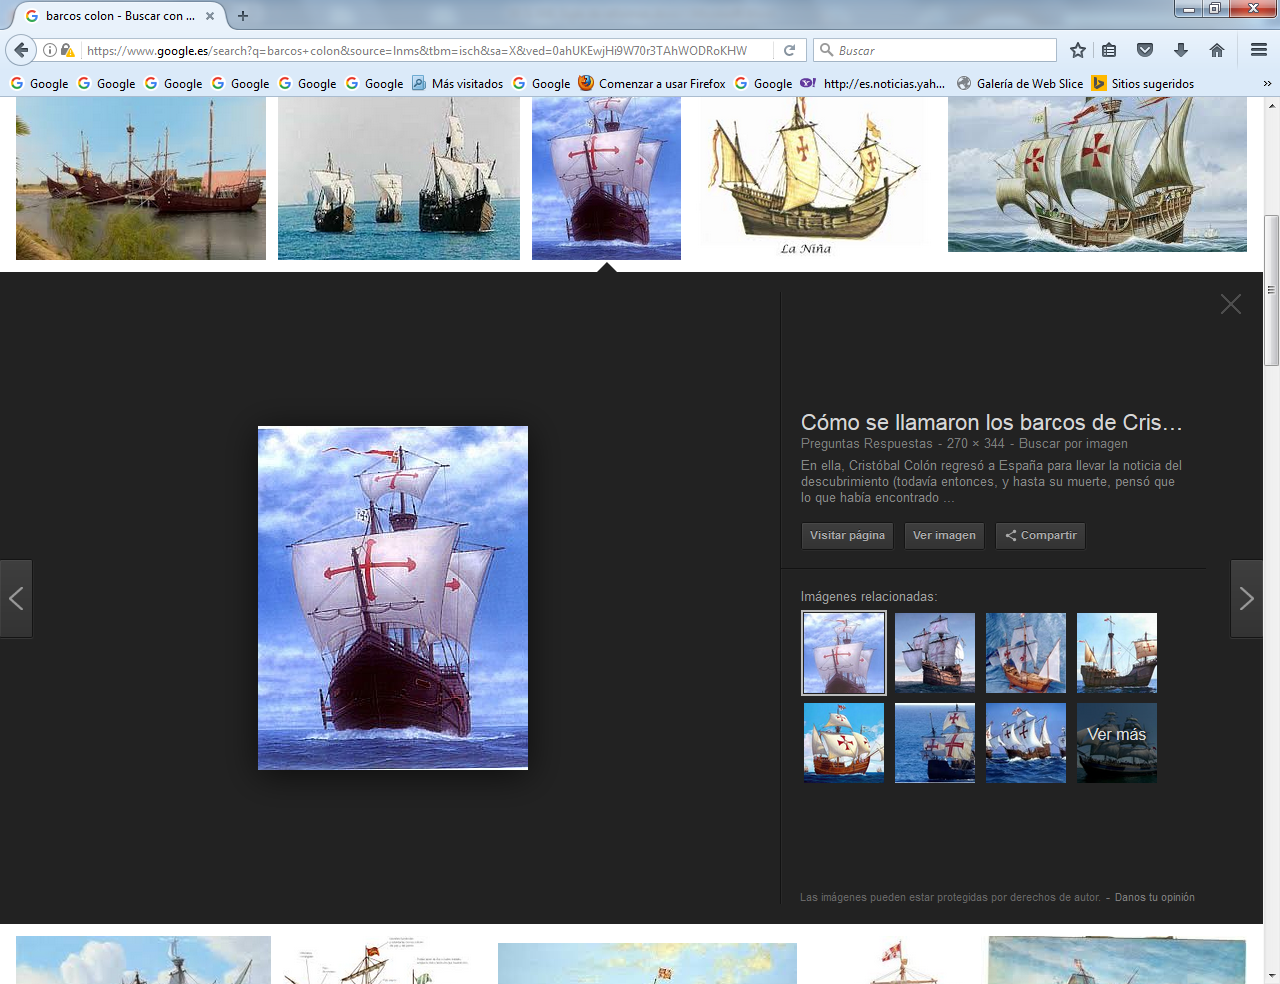 barcos colon - Buscar con ...
https://www.google.es/search?q=barcos+colon&source=lnms&tbm=isch&sa=X&ved=0ahUKEwjHi9W70r3TAhWODRoKHW
Buscar
Google Google Google Google Google Google Más visitados Google Comenzar a usar Firefox Google http://es.noticias.yah... Galería de Web Slice Sitios sugeridos
La Niña
Cómo se llamaron los barcos de Cris...
Preguntas Respuestas - 270 × 344 - Buscar por imagen
En ella, Cristóbal Colón regresó a España para llevar la noticia del
descubrimiento (todavía entonces, y hasta su muerte, pensó que
lo que había encontrado ...
Visitar página Ver imagen Compartir
Imágenes relacionadas:
Ver más
Las imágenes pueden estar protegidas por derechos de autor. - Danos tu opinión